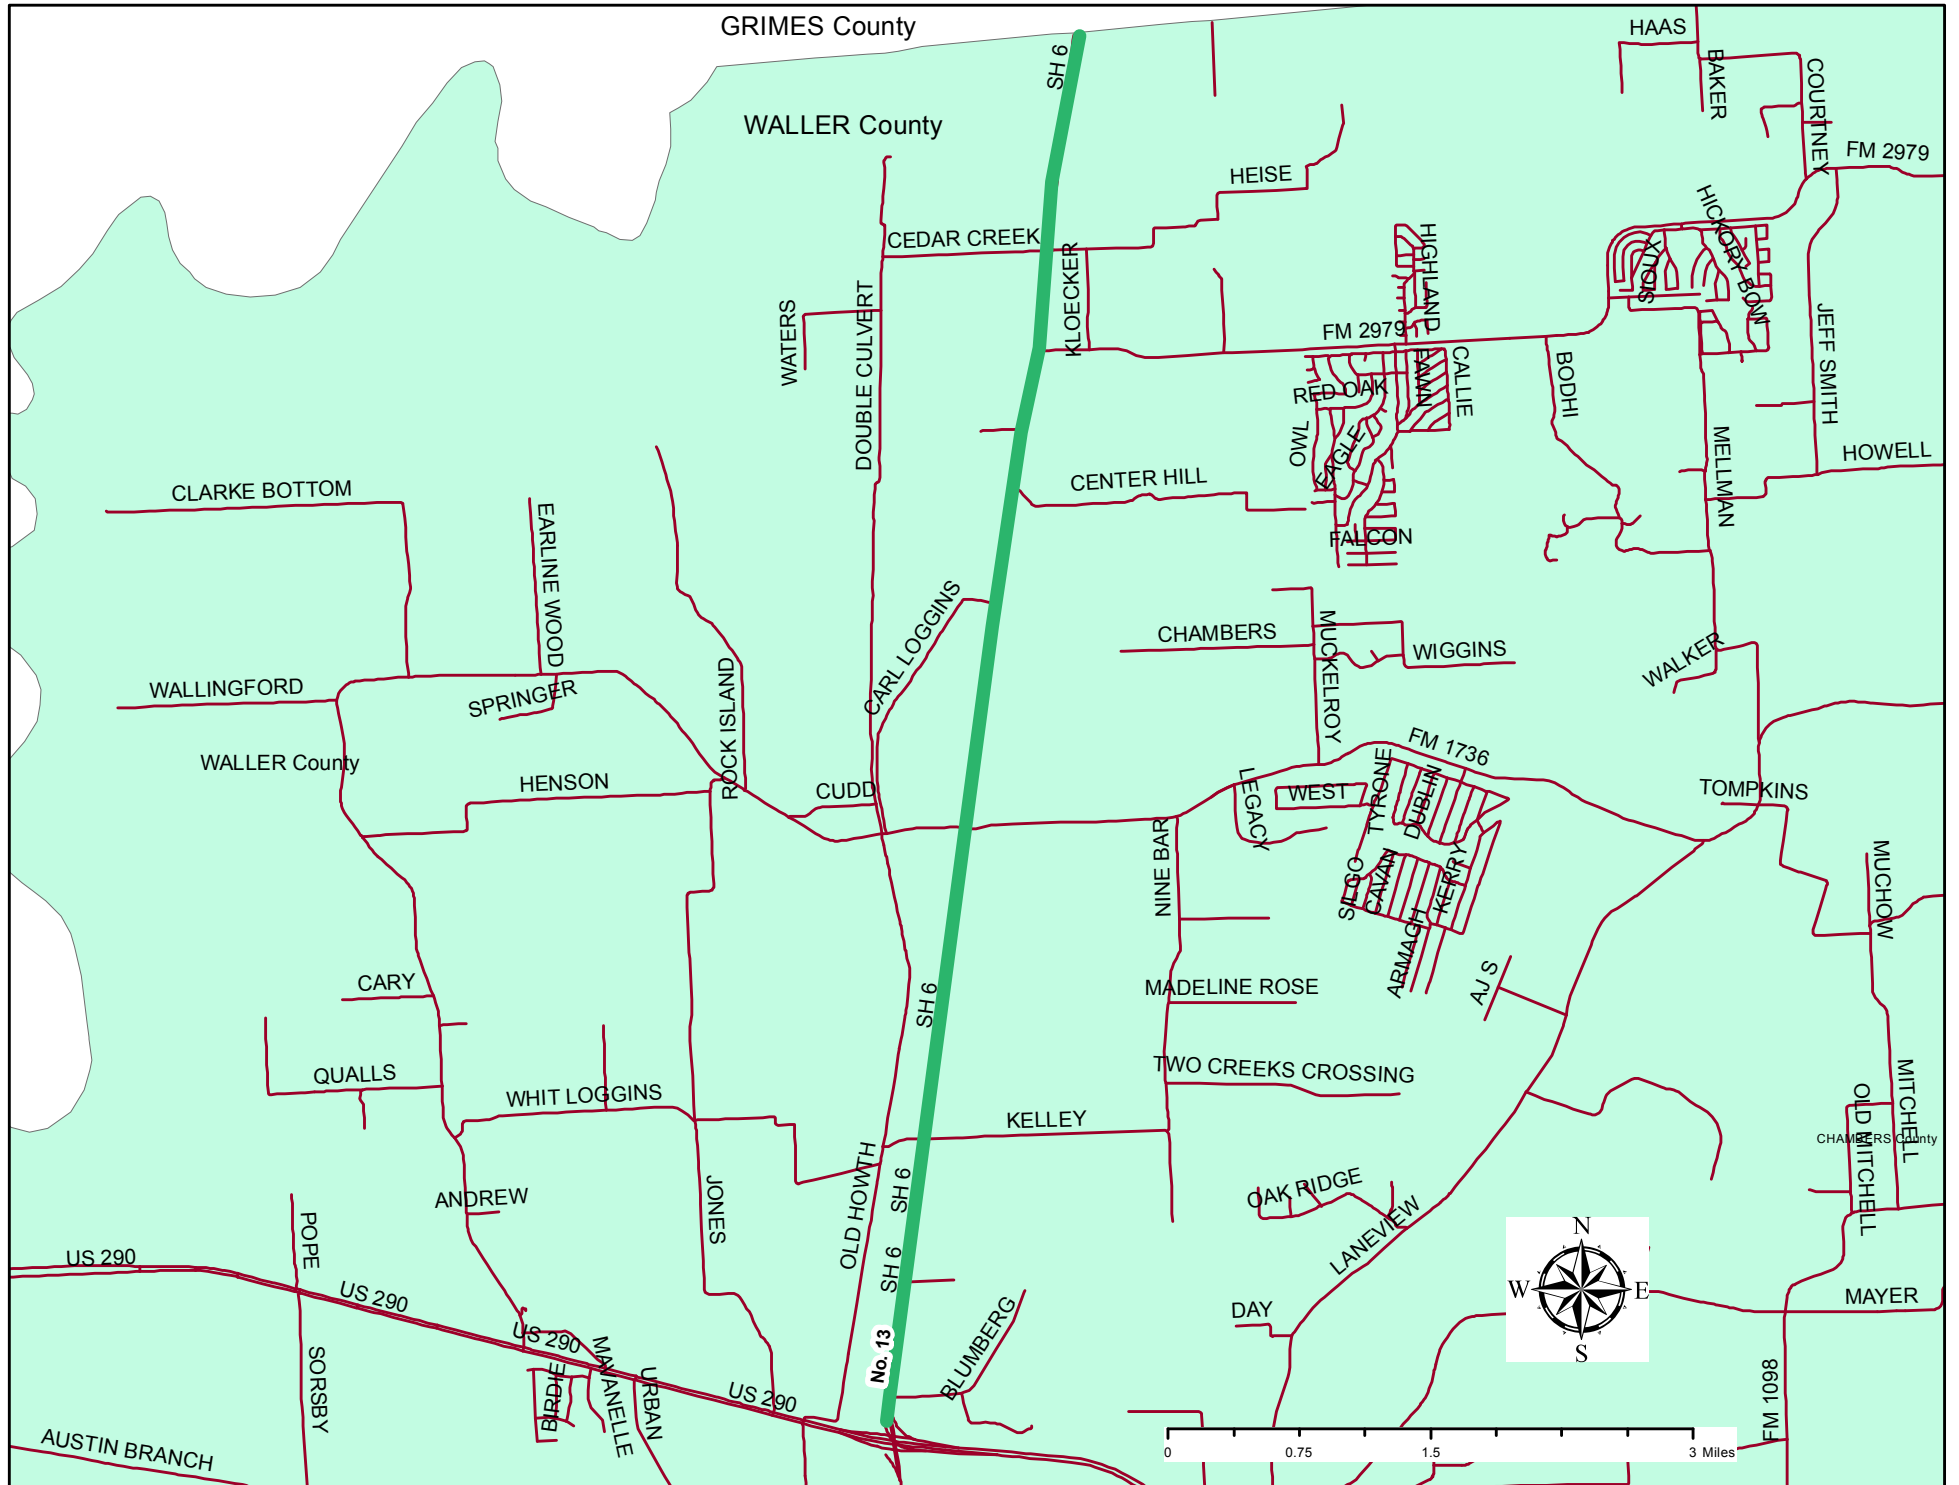 GRIMES County
HAAS
SH 6
BAKER
COURTNEY
WALLER County
FM 2979
HEISE
HICKORY BOW
CEDAR CREEK
KLOECKER
HIGHLAND
SIOUX
WATERS
DOUBLE CULVERT
FM 2979
JEFF SMITH
FAWN
CALLIE
BODHI
RED OAK
TWO
EAGLE
MELLMAN
HOWELL
CENTER HILL
CLARKE BOTTOM
EARLINE WOOD
FALCON
CARL LOGGINS
CHAMBERS
MUCKELROY
WIGGINS
WALKER
WALLINGFORD
SPRINGER
ROCK ISLAND
FM 1736
WALLER County
HENSON
CUDD
LEGACY
WEST
TYRONE
DUBLIN
TOMPKINS
NINE BAR
SILGO
CAVAN
KERRY
MUCHOW
ARMAGH
CARY
SH 6
MADELINE ROSE
AJ S
QUALLS
TWO CREEKS CROSSING
WHIT LOGGINS
KELLEY
OLD MITCHELL
MITCHELL
CHAMBERS County
OLD HOWTH
SH 6
ANDREW
JONES
OAK RIDGE
LANEVIEW
POPE
US 290
SH 6
N
W
E
S
US 290
DAY
MAYER
US 290
No. 13
BLUMBERG
SORSBY
BIRDIE
MAVANELLE
URBAN
US 290
FM 1098
AUSTIN BRANCH
0 0.75 1.5 3 Miles